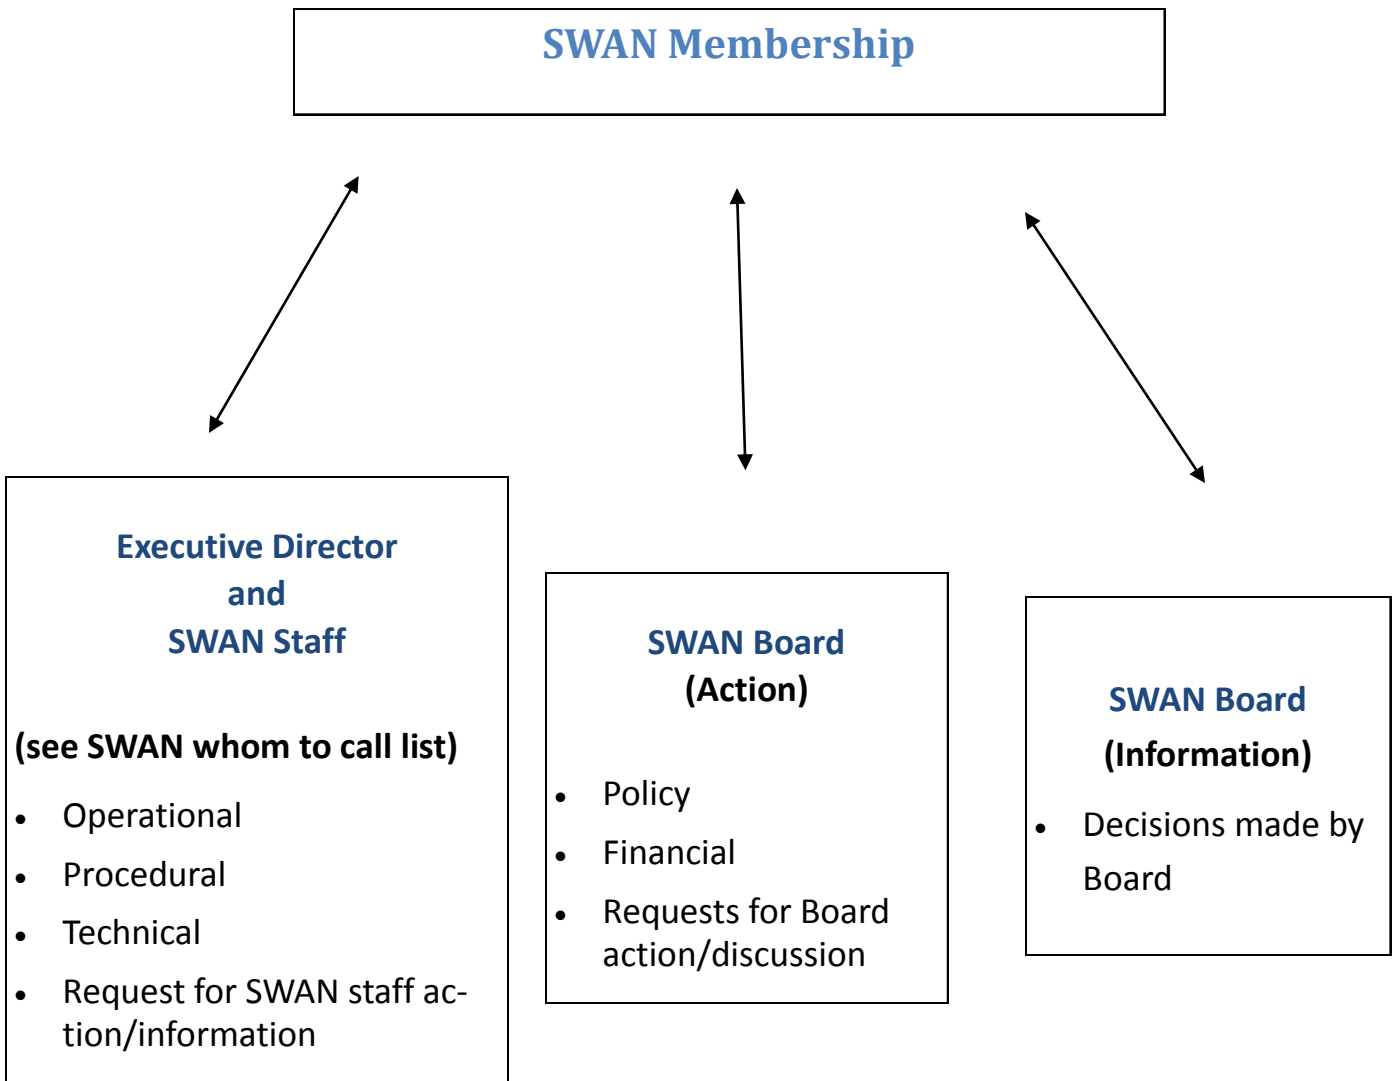 SWAN Membership
Executive Director
and
SWAN Staff
(see SWAN whom to call list)
• Operational
• Procedural
• Technical
• Request for SWAN staff ac-
tion/information
SWAN Board
(Action)
• Policy
• Financial
• Requests for Board
action/discussion
SWAN Board
(Information)
• Decisions made by
Board